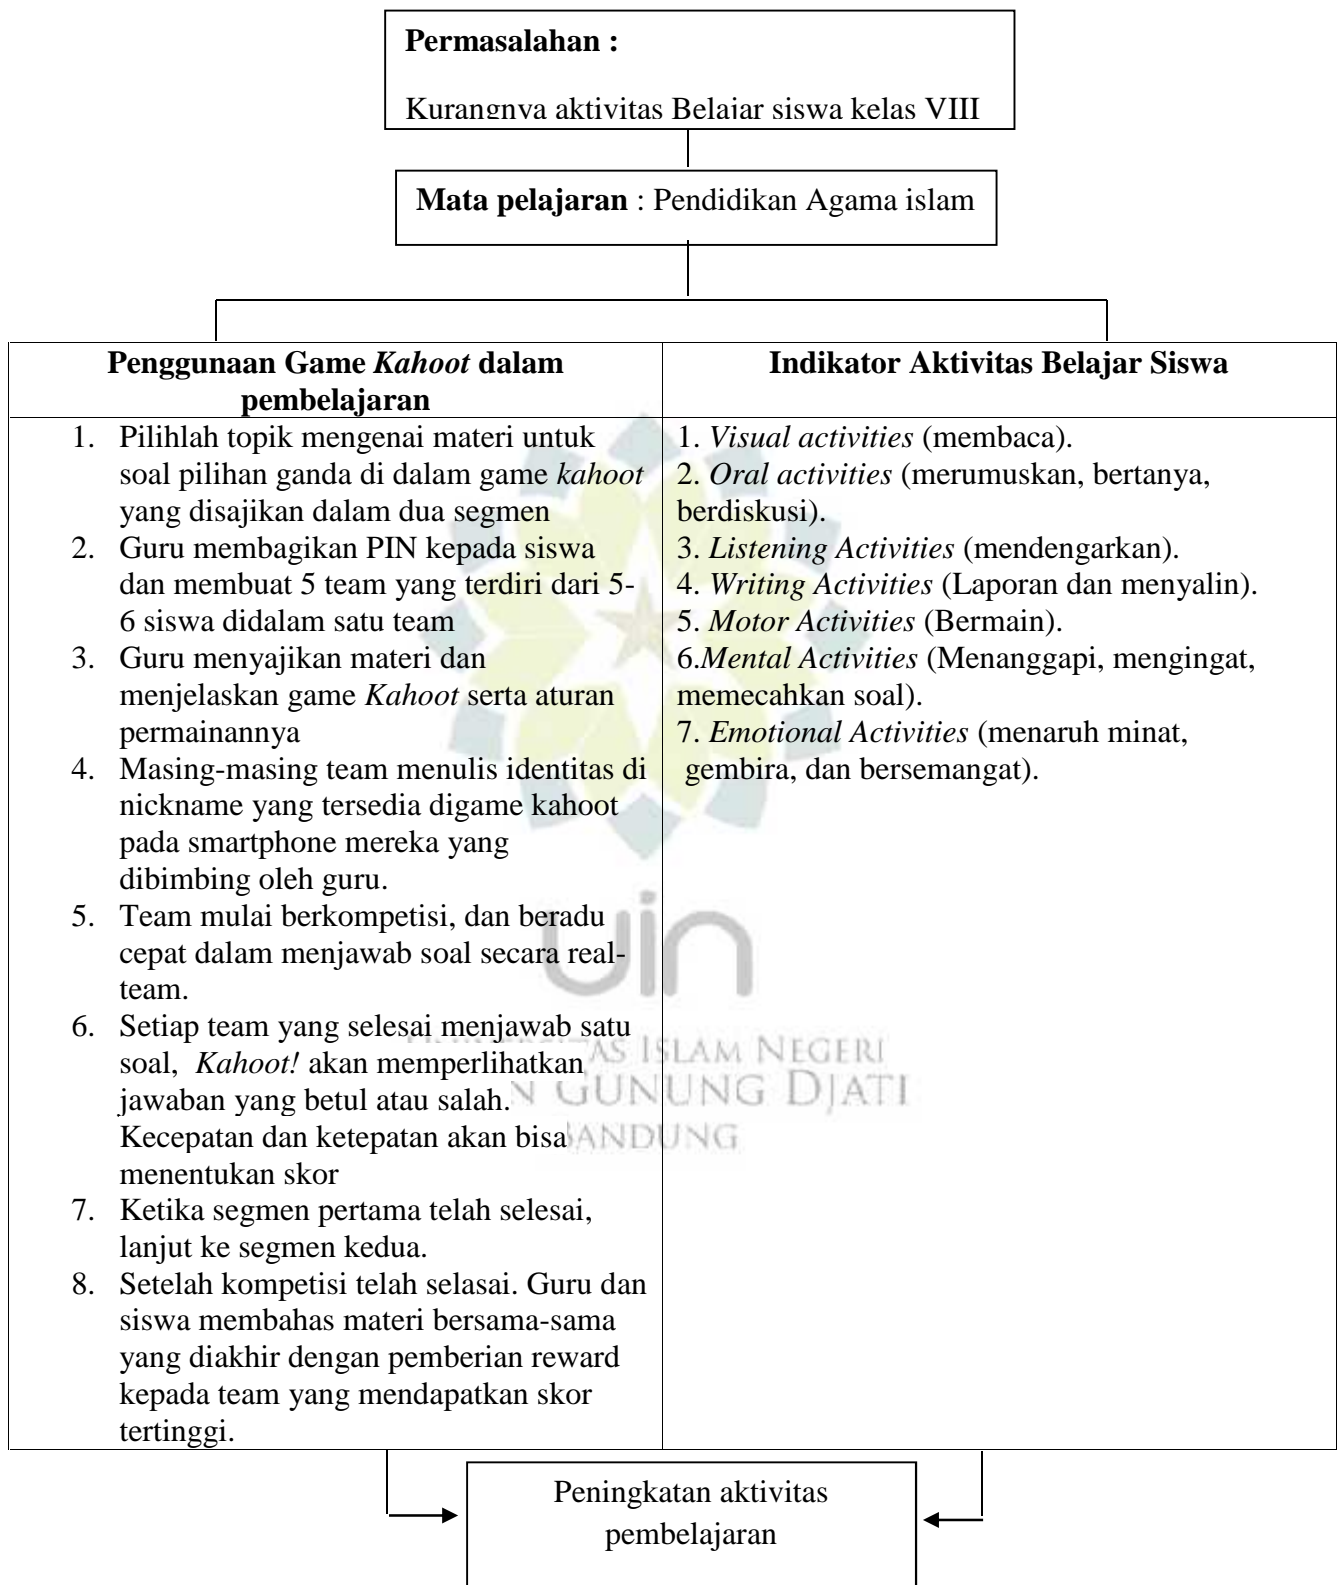 Permasalahan :
Kurangnya aktivitas Belajar siswa kelas VIII
Mata pelajaran : Pendidikan Agama islam
Penggunaan Game Kahoot dalam
pembelajaran
1. Pilihlah topik mengenai materi untuk
soal pilihan ganda di dalam game kahoot
yang disajikan dalam dua segmen
2. Guru membagikan PIN kepada siswa
dan membuat 5 team yang terdiri dari 5-
6 siswa didalam satu team
3. Guru menyajikan materi dan
menjelaskan game Kahoot serta aturan
permainannya
4. Masing-masing team menulis identitas di
nickname yang tersedia digame kahoot
pada smartphone mereka yang
dibimbing oleh guru.
5. Team mulai berkompetisi, dan beradu
cepat dalam menjawab soal secara real-
team.
6. Setiap team yang selesai menjawab satu
soal, Kahoot! akan memperlihatkan
jawaban yang betul atau salah.
Kecepatan dan ketepatan akan bisa
menentukan skor
7. Ketika segmen pertama telah selesai,
lanjut ke segmen kedua.
8. Setelah kompetisi telah selasai. Guru dan
siswa membahas materi bersama-sama
yang diakhir dengan pemberian reward
kepada team yang mendapatkan skor
tertinggi.
Indikator Aktivitas Belajar Siswa
1. Visual activities (membaca).
2. Oral activities (merumuskan, bertanya,
berdiskusi).
3. Listening Activities (mendengarkan).
4. Writing Activities (Laporan dan menyalin).
5. Motor Activities (Bermain).
6.Mental Activities (Menanggapi, mengingat,
memecahkan soal).
7. Emotional Activities (menaruh minat,
gembira, dan bersemangat).
uin
ISLAM NEGERI
GUNUNG DJATI
BANDUNG
Peningkatan aktivitas
pembelajaran